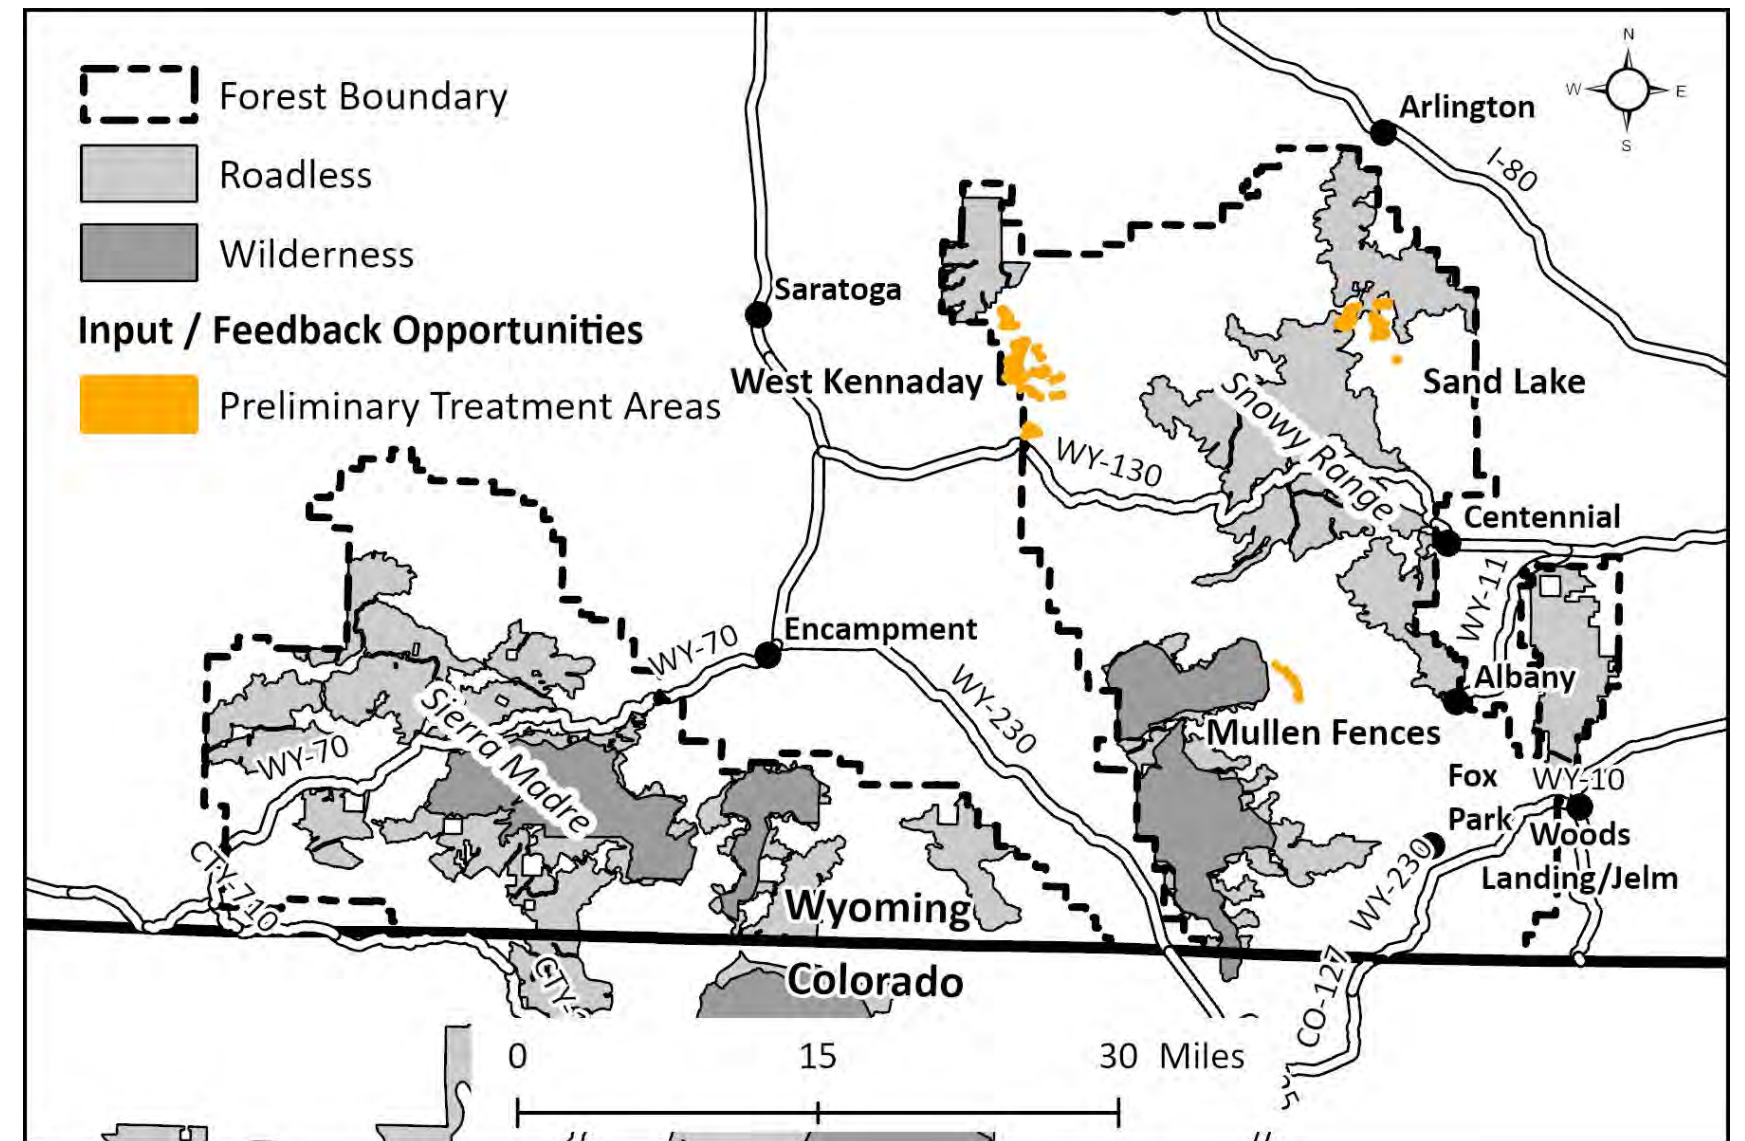 Forest Boundary
Roadless
Wilderness
Input / Feedback Opportunities
Preliminary Treatment Areas
N
W
E
S
Arlington
I-80
Saratoga
West Kennaday
Sand Lake
Snowy Range
WY-130
Centennial
WY-11
Encampment
WY-70
WY-230
Albany
Mullen Fences
Sierra Madre
WY-70
Fox
Park
WY-10
Woods
Landing/Jelm
WY-230
CTY-710
Wyoming
Colorado
CO-127
0 15 30 Miles